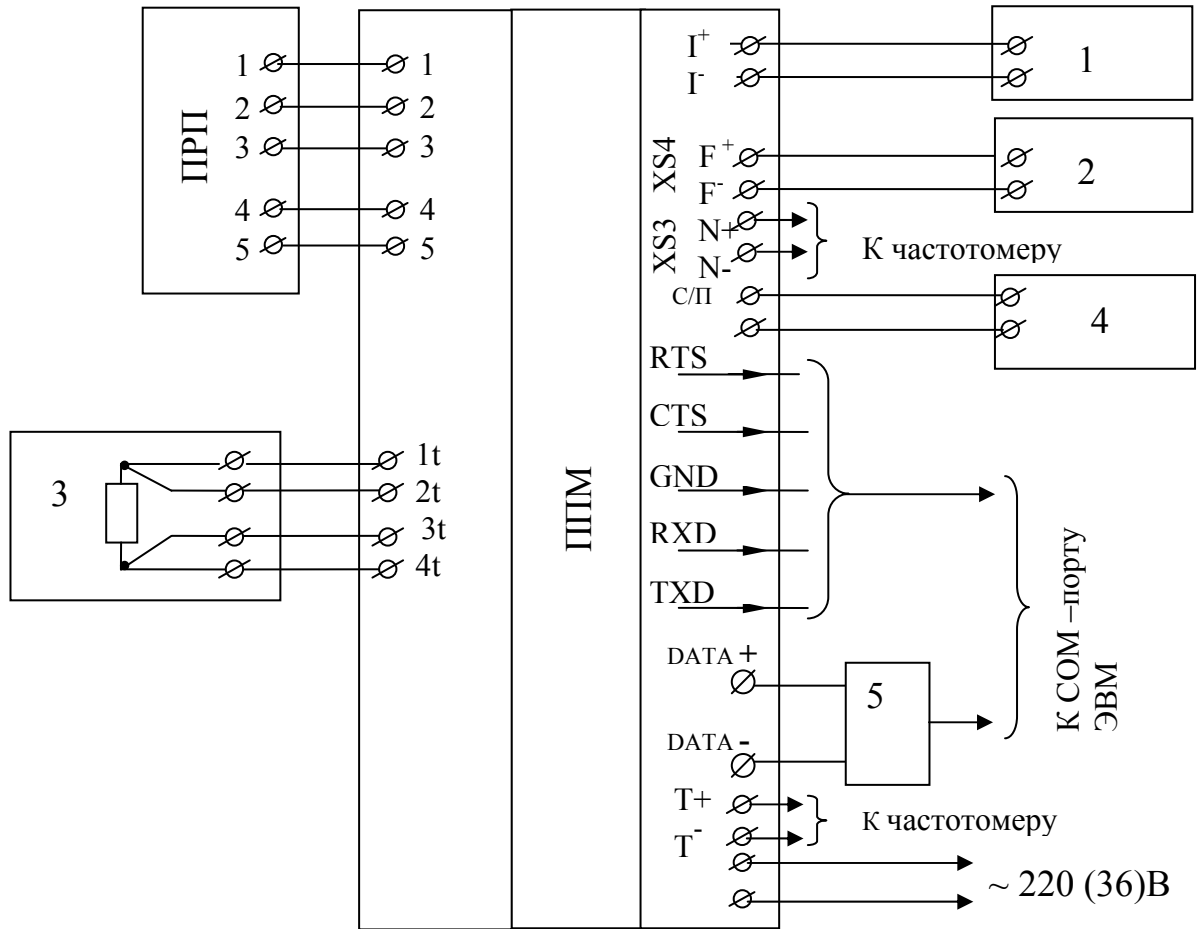 ПРП
1
2
3
4
5
1
2
3
4
5
3
1t
2t
3t
4t
ППМ
I+
I-
1
XS4
F+
F-
2
XS3
N+
N-
К частотомеру
С/П
4
RTS
CTS
GND
RXD
TXD
DATA +
DATA -
5
К COM –порту
ЭВМ
T+
T-
К частотомеру
~ 220 (36)В